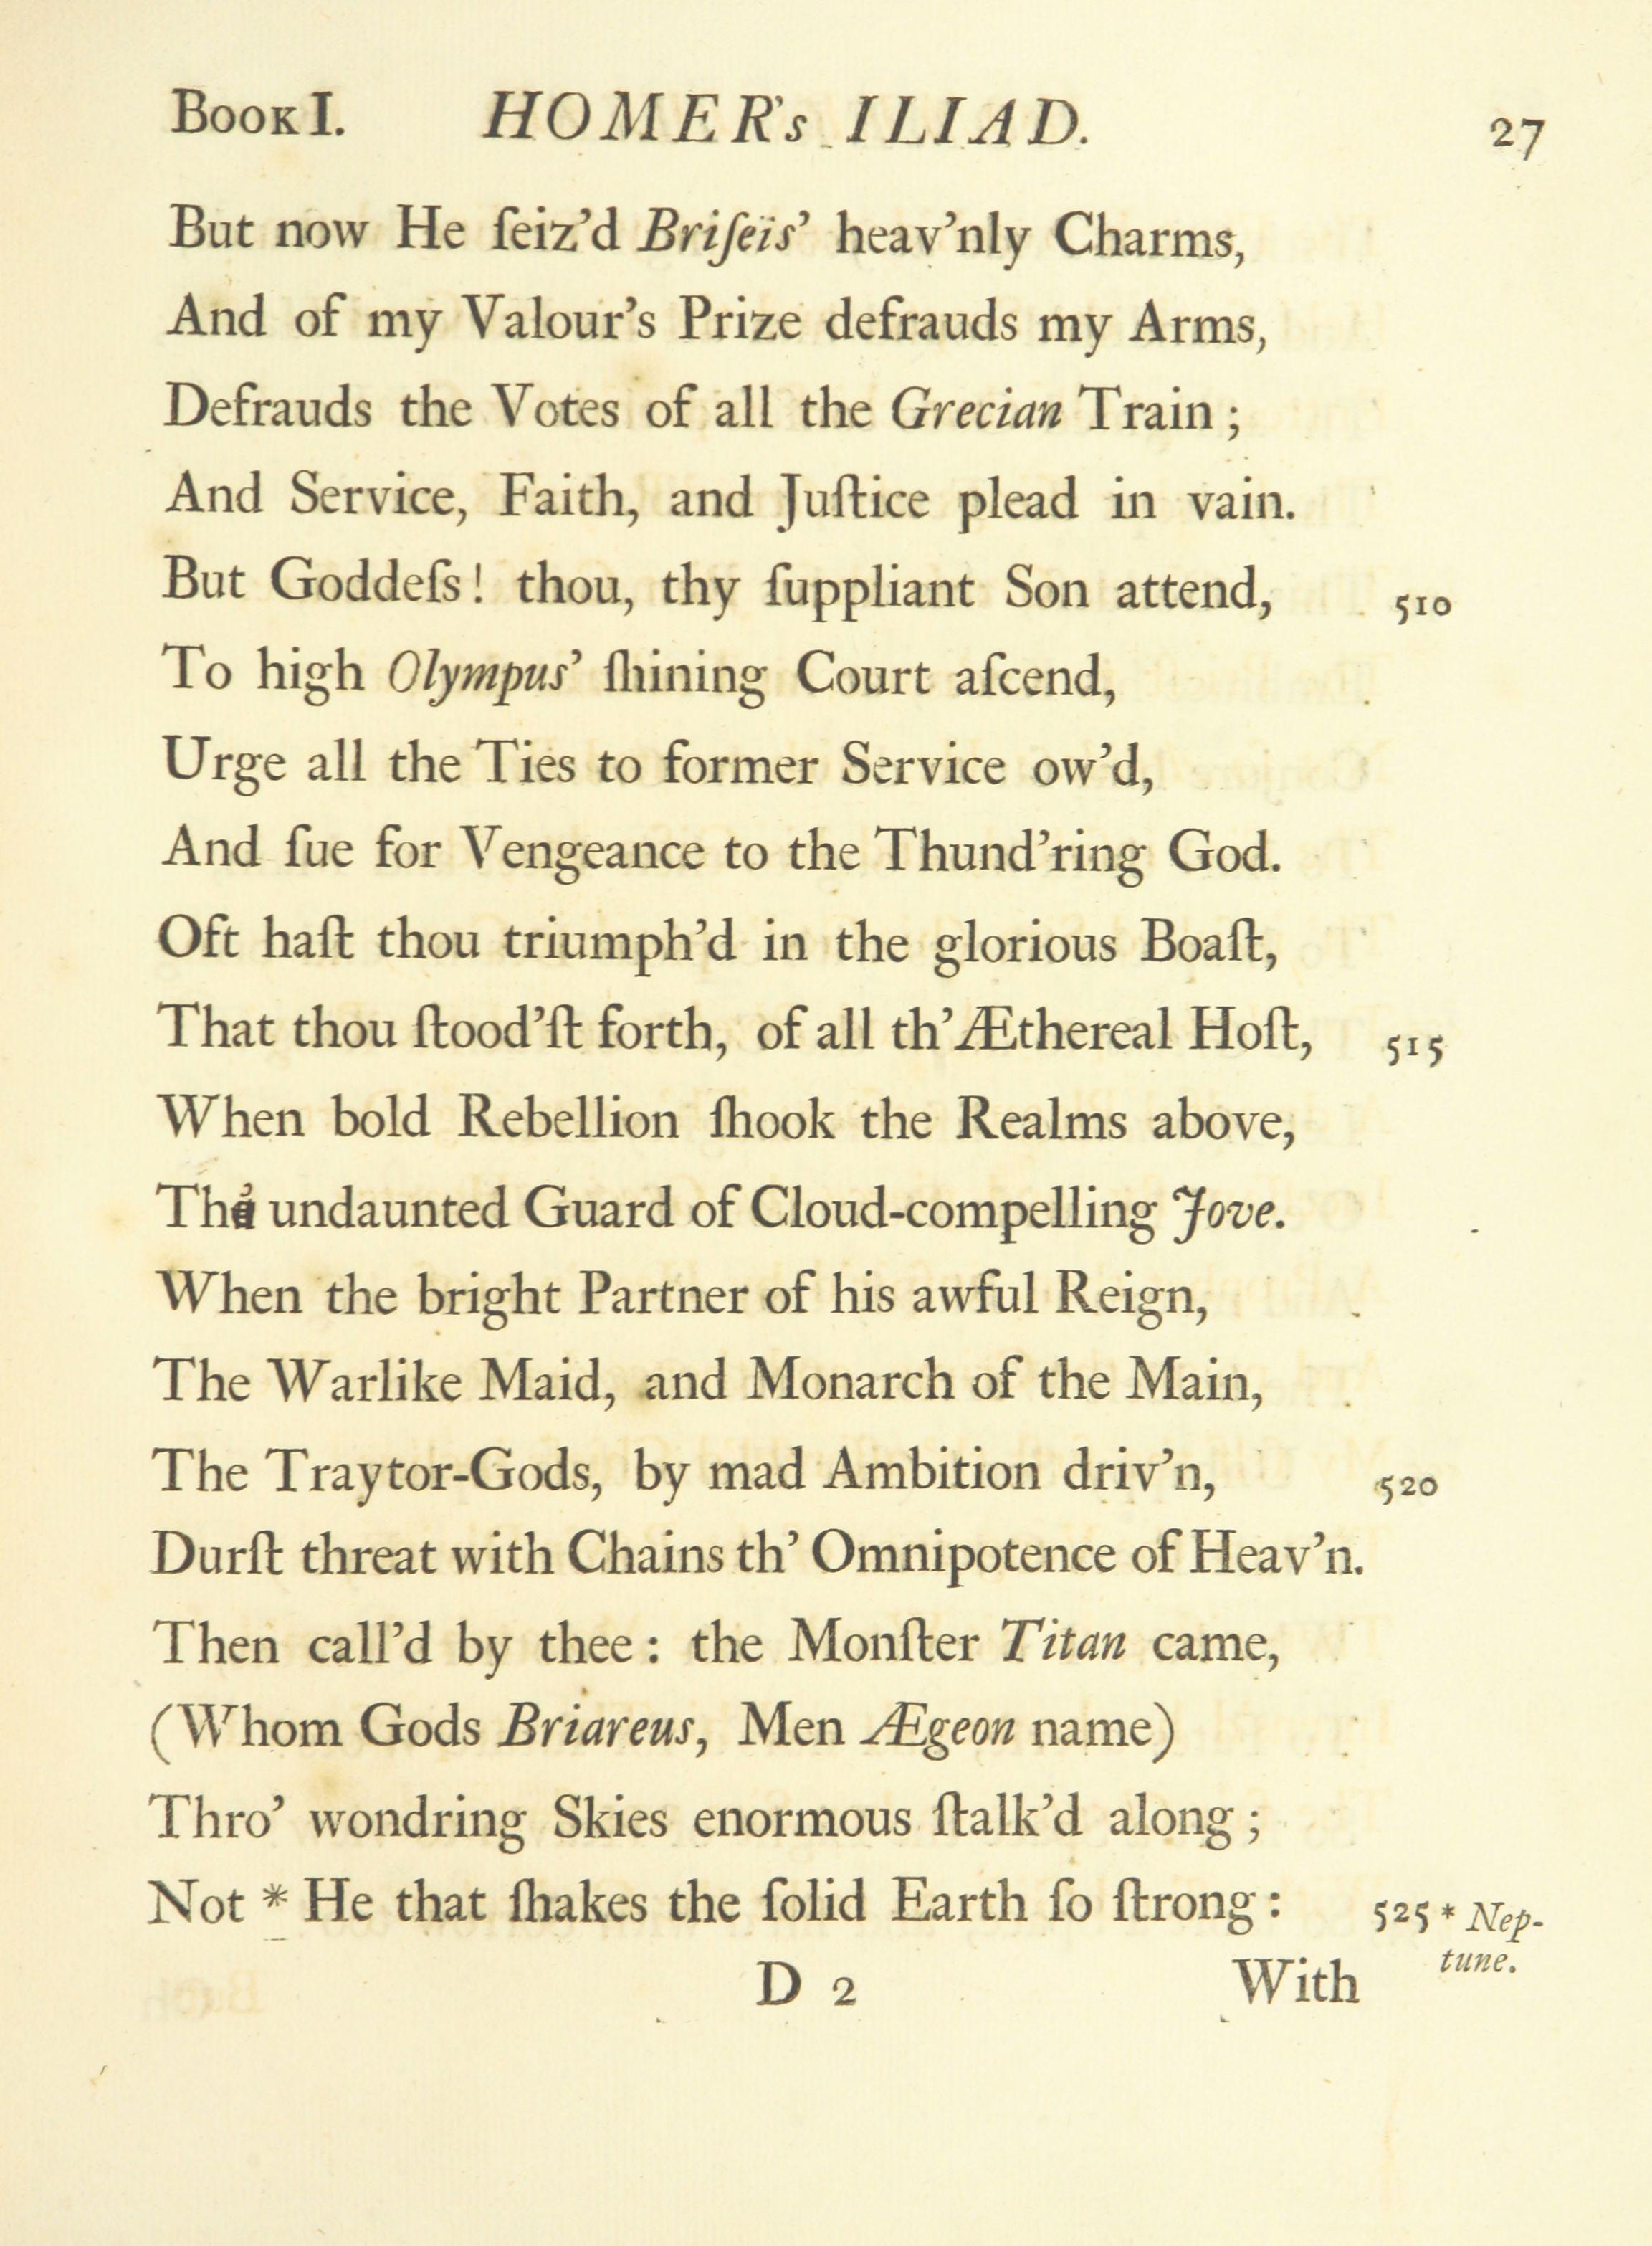 Book I. HOMER's ILIAD. 27
But now He ſeiz'd Briſeïs' heav'nly Charms,
And of my Valour's Prize defrauds my Arms,
Defrauds the Votes of all the Grecian Train;
And Service, Faith, and Juſtice plead in vain.
But Goddeſs! thou, thy ſuppliant Son attend, 510
To high Olympus' ſhining Court aſcend,
Urge all the Ties to former Service ow'd,
And ſue for Vengeance to the Thund'ring God.
Oft haſt thou triumph'd in the glorious Boaſt,
That thou ſtood'ſt forth, of all th' Æthereal Hoſt, 515
When bold Rebellion ſhook the Realms above,
Th' undaunted Guard of Cloud-compelling Jove.
When the bright Partner of his awful Reign,
The Warlike Maid, and Monarch of the Main,
The Traytor-Gods, by mad Ambition driv'n, 520
Durſt threat with Chains th' Omnipotence of Heav'n.
Then call'd by thee: the Monſter Titan came,
(Whom Gods Briareus, Men Ægeon name)
Thro' wondring Skies enormous ſtalk'd along;
Not * He that ſhakes the ſolid Earth ſo ſtrong: 525 * Nep-
tune.
D 2 With